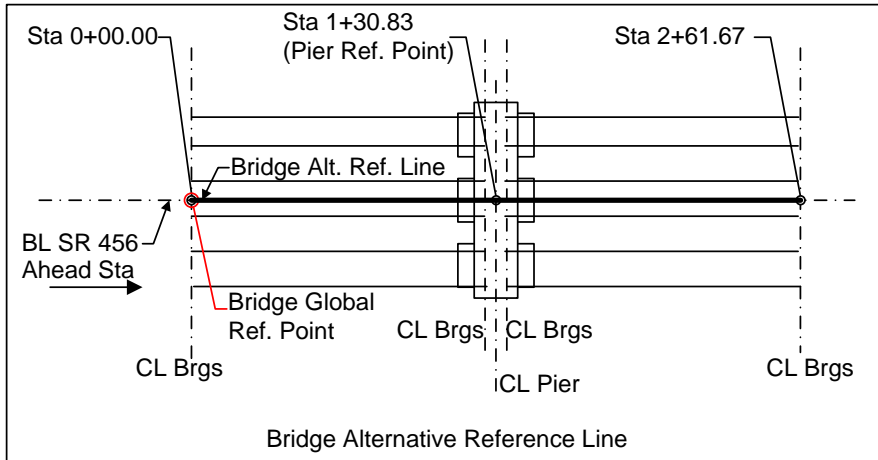 Sta 0+00.00
Sta 1+30.83
(Pier Ref. Point)
Sta 2+61.67
Bridge Alt. Ref. Line
BL SR 456
Ahead Sta
Bridge Global
Ref. Point
CL Brgs
CL Brgs
CL Brgs
CL Pier
CL Brgs
Bridge Alternative Reference Line